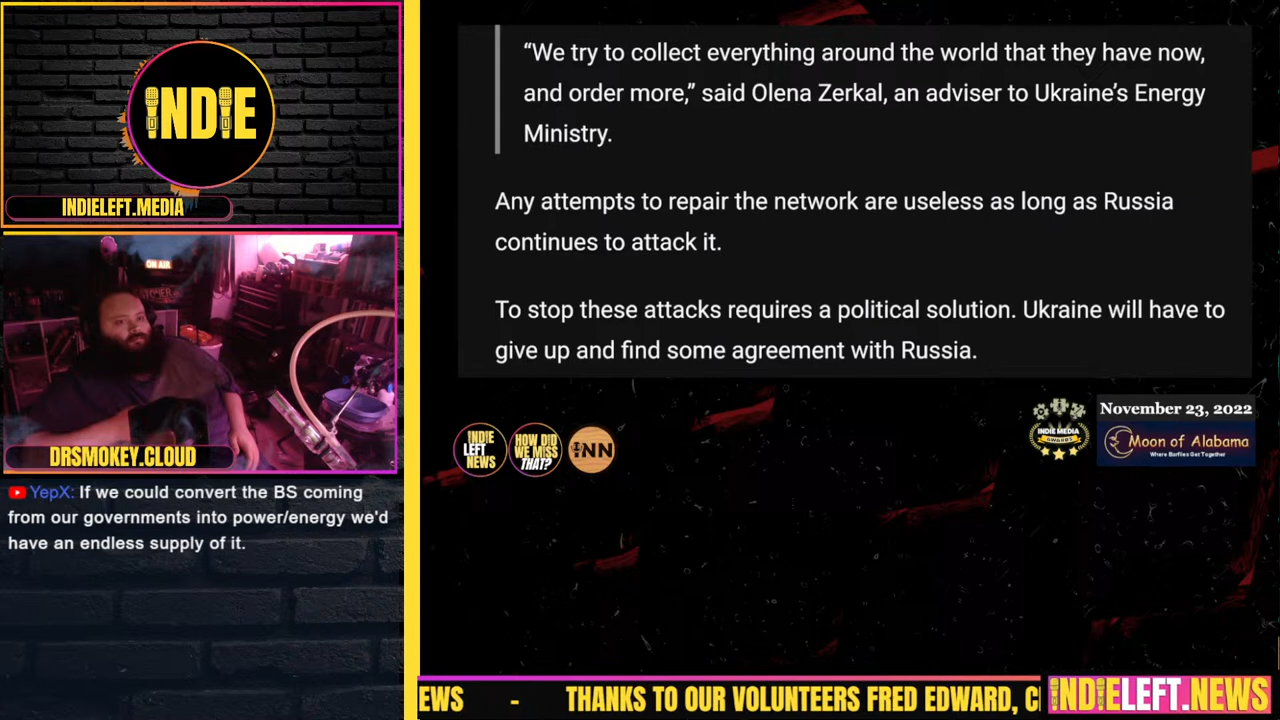 INDIE
INDIELEFT.MEDIA
ON AIR
DRSMOKEY.CLOUD
YepX: If we could convert the BS coming
from our governments into power/energy we'd
have an endless supply of it.
“We try to collect everything around the world that they have now,
and order more,” said Olena Zerkal, an adviser to Ukraine’s Energy
Ministry.
Any attempts to repair the network are useless as long as Russia
continues to attack it.
To stop these attacks requires a political solution. Ukraine will have to
give up and find some agreement with Russia.
INDIE
LEFT
NEWS
HOW DID
WE MISS
THAT?
INN
INDIE MEDIA
AWARDS
November 23, 2022
Moon of Alabama
Where Barflies Get Together
EWS - THANKS TO OUR VOLUNTEERS FRED EDWARD, C
INDIELEFT.NEWS